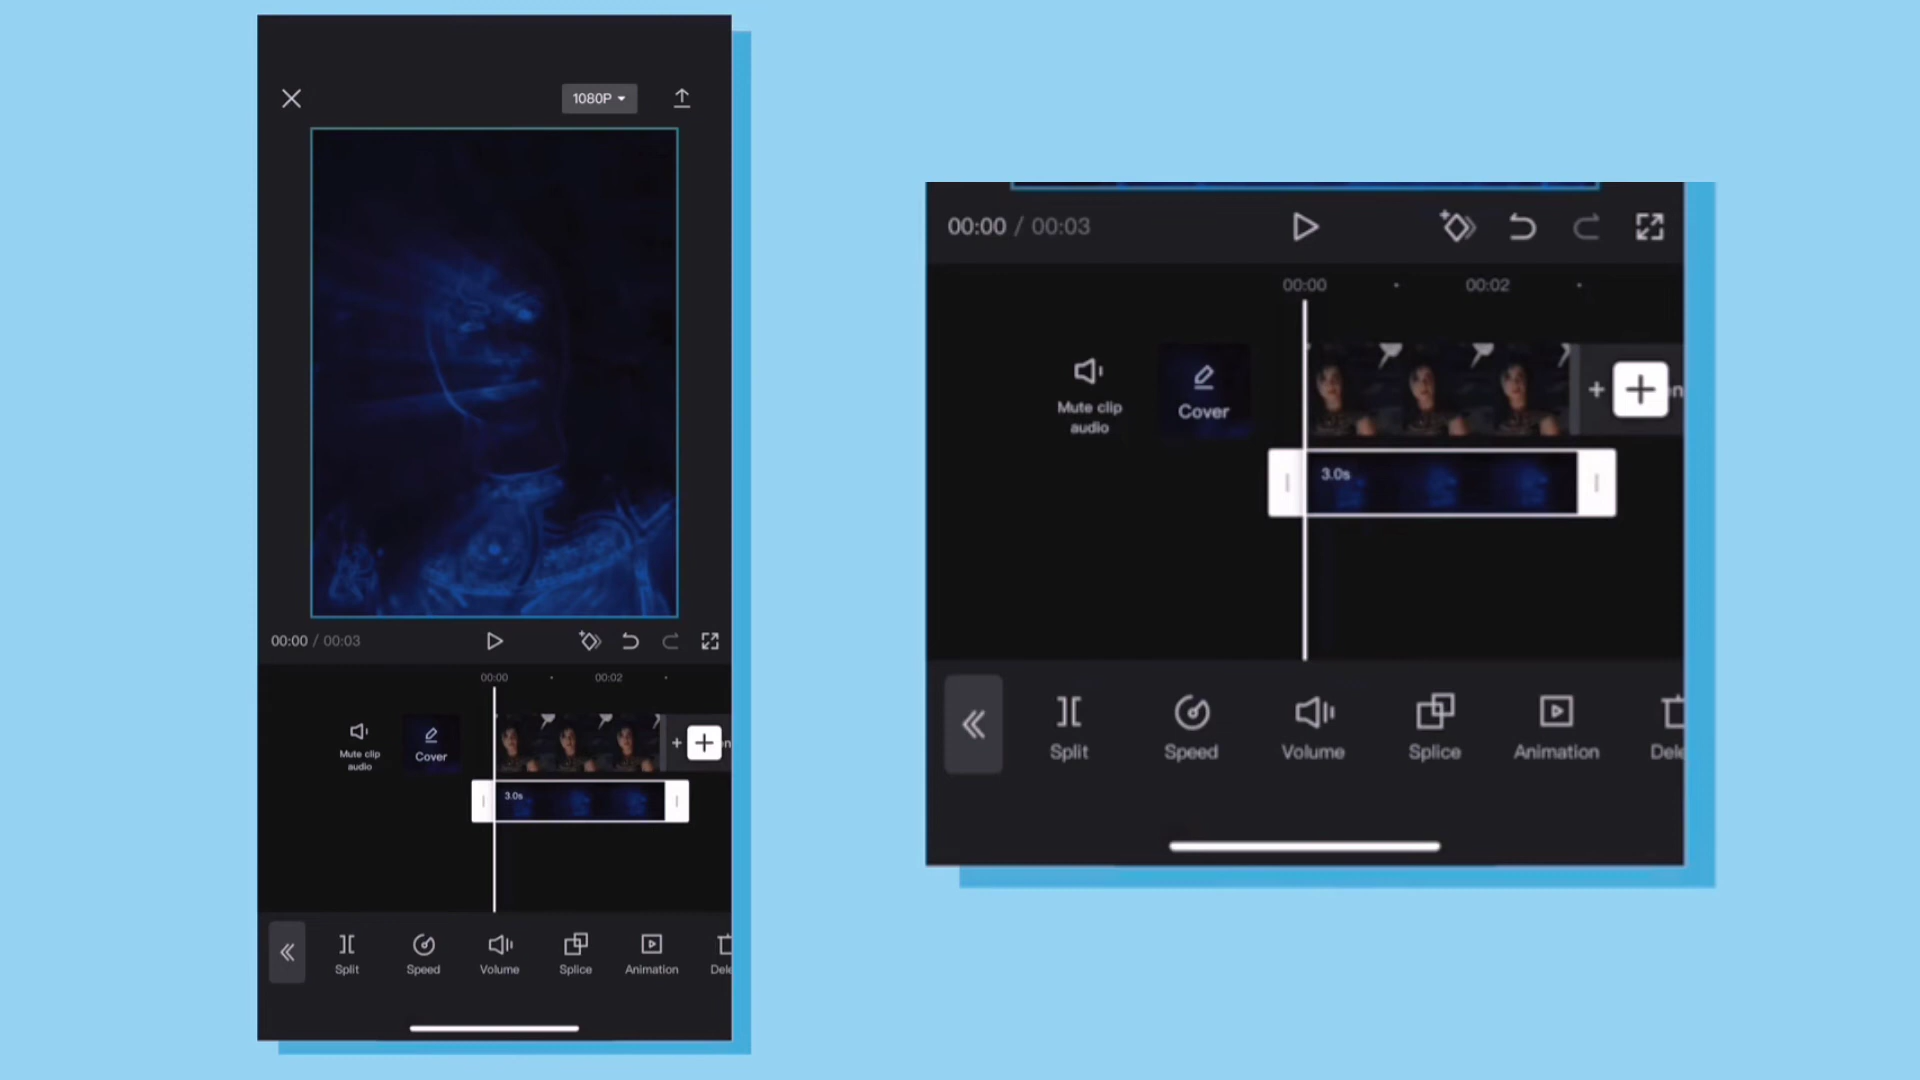 1080P
00:00 / 00:03
00:00
00:02
Mute clip
audio
Cover
3.0s
Split
Speed
Volume
Splice
Animation
Dele
00:00 / 00:03
00:00
00:02
Mute clip
audio
Cover
3.0s
Split
Speed
Volume
Splice
Animation
Dele